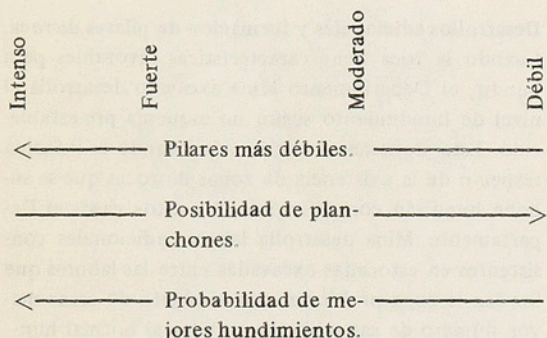 Intenso
Fuerte
Moderado
Débil
Pilares más débiles.
Posibilidad de plan-
chones.
Probabilidad de me-
jores hundimientos.